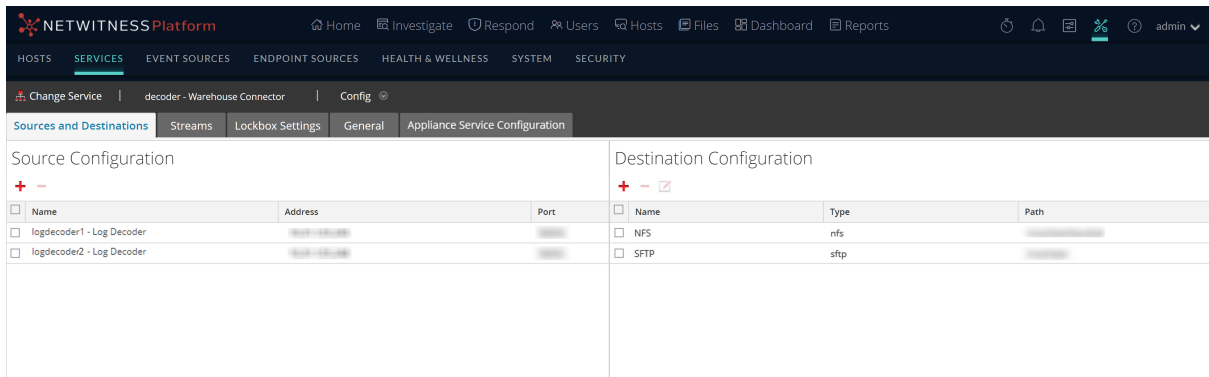 NETWITNESS Platform Home Investigate Respond Users Hosts Files Dashboard Reports admin
HOSTS SERVICES EVENT SOURCES ENDPOINT SOURCES HEALTH & WELLNESS SYSTEM SECURITY
Change Service | decoder - Warehouse Connector | Config
Sources and Destinations Streams Lockbox Settings General Appliance Service Configuration
Source Configuration Destination Configuration
Name Address Port Name Type Path
logdecoder1 - Log Decoder NFS nfs
logdecoder2 - Log Decoder SFTP sftp